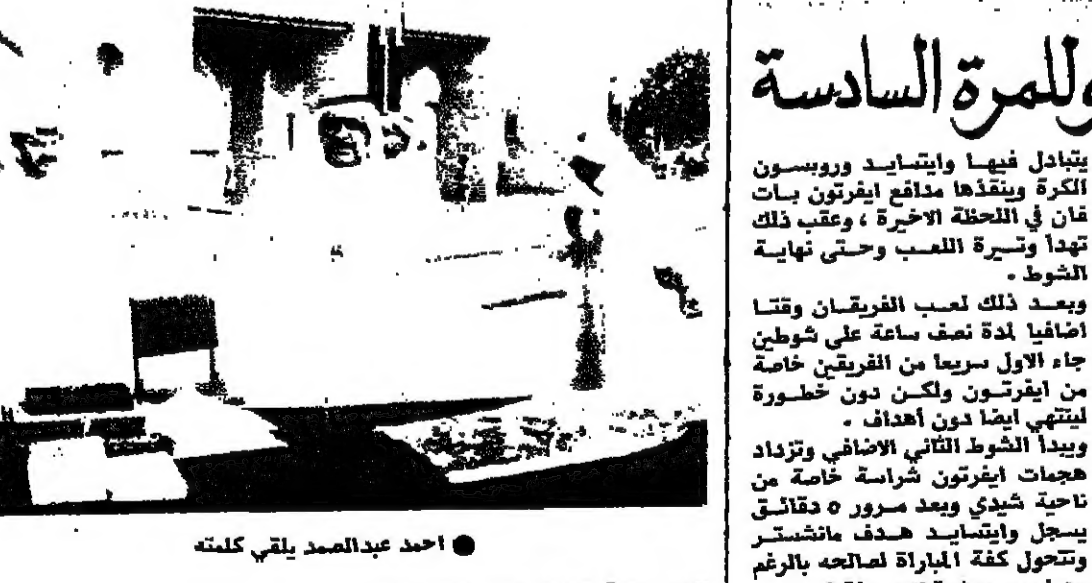 وللمرة السادسة
يتبادل فيها وايتسايد وروبسون
الكرة وينقذها مدافع ايفرتون بات
فان في اللحظة الاخيرة ، وعقب ذلك
تهدأ وتيرة اللعب وحتى نهاية
الشوط .
وبعد ذلك لعب الفريقان وقتا
اضافيا لمدة نصف ساعة على شوطين
جاء الاول سريعا من الفريقين خاصة
من ايفرتون ولكن دون خطورة
لينتهي ايضا دون أهداف .
ويبدأ الشوط الثاني الاضافي وتزداد
هجمات ايفرتون شراسة خاصة من
ناحية شيدي وبعد مرور ٥ دقائق
يسجل وايتسايد هدف مانشستر
وتتحول كفة المباراة لصالحه بالرغم
● احمد عبدالصمد يلقي كلمته